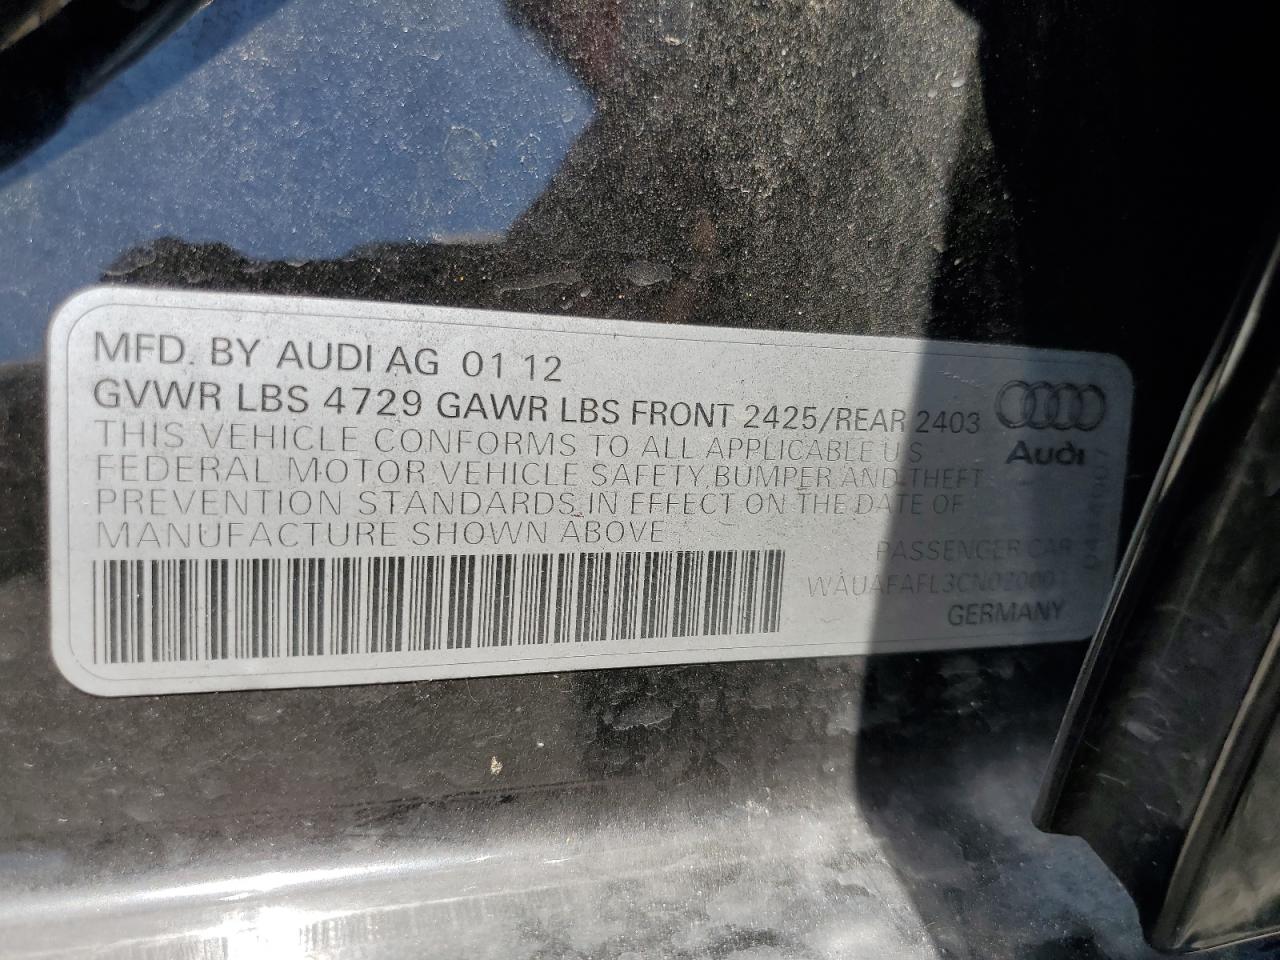 MFD. BY AUDI AG 01 12
GVWR LBS 4729 GAWR LBS FRONT 2425/REAR 2403
THIS VEHICLE CONFORMS TO ALL APPLICABLE U S
FEDERAL MOTOR VEHICLE SAFETY, BUMPER, AND THEFT
PREVENTION STANDARDS IN EFFECT ON THE DATE OF
MANUFACTURE SHOWN ABOVE
Audi
PASSENGER CAR
GERMANY